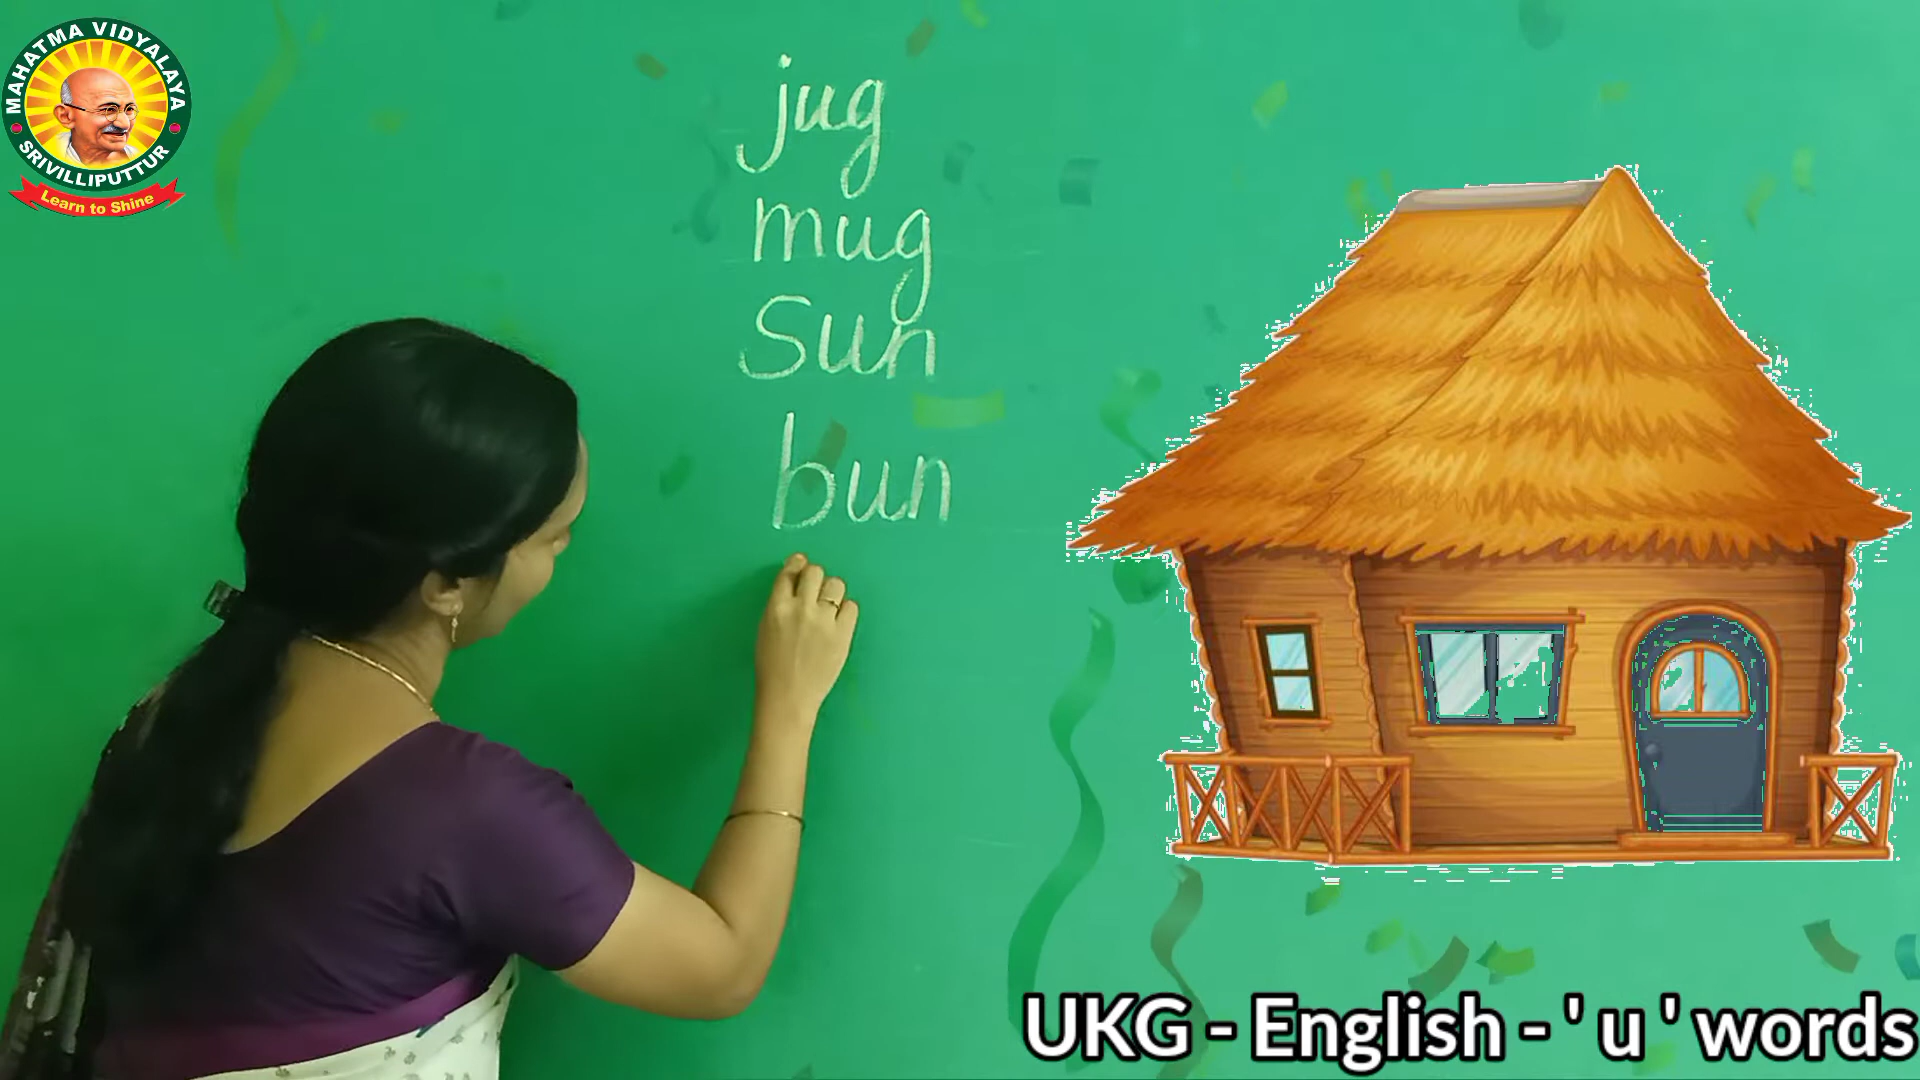 MAHATMA VIDYALAYA
SRIVILLIPUTTUR
Learn to Shine
jug
mug
Sun
bun
UKG - English - ' u ' words